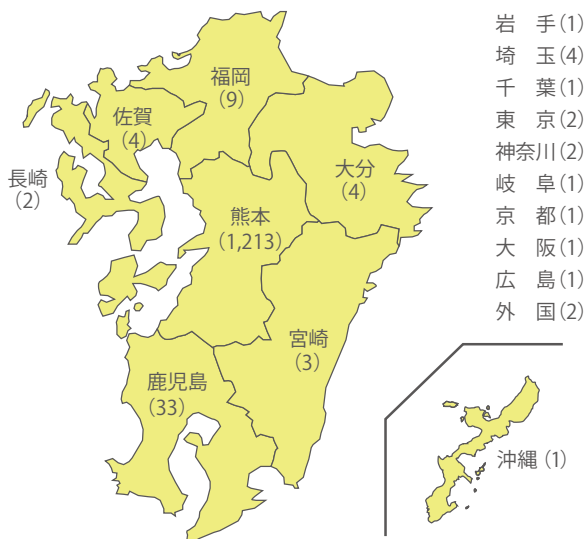 福岡
(9)
佐賀
(4)
長崎
(2)
大分
(4)
熊本
(1,213)
宮崎
(3)
鹿児島
(33)
沖縄(1)
岩 手(1)
埼 玉(4)
千 葉(1)
東 京(2)
神奈川(2)
岐 阜(1)
京 都(1)
大 阪(1)
広 島(1)
外 国(2)